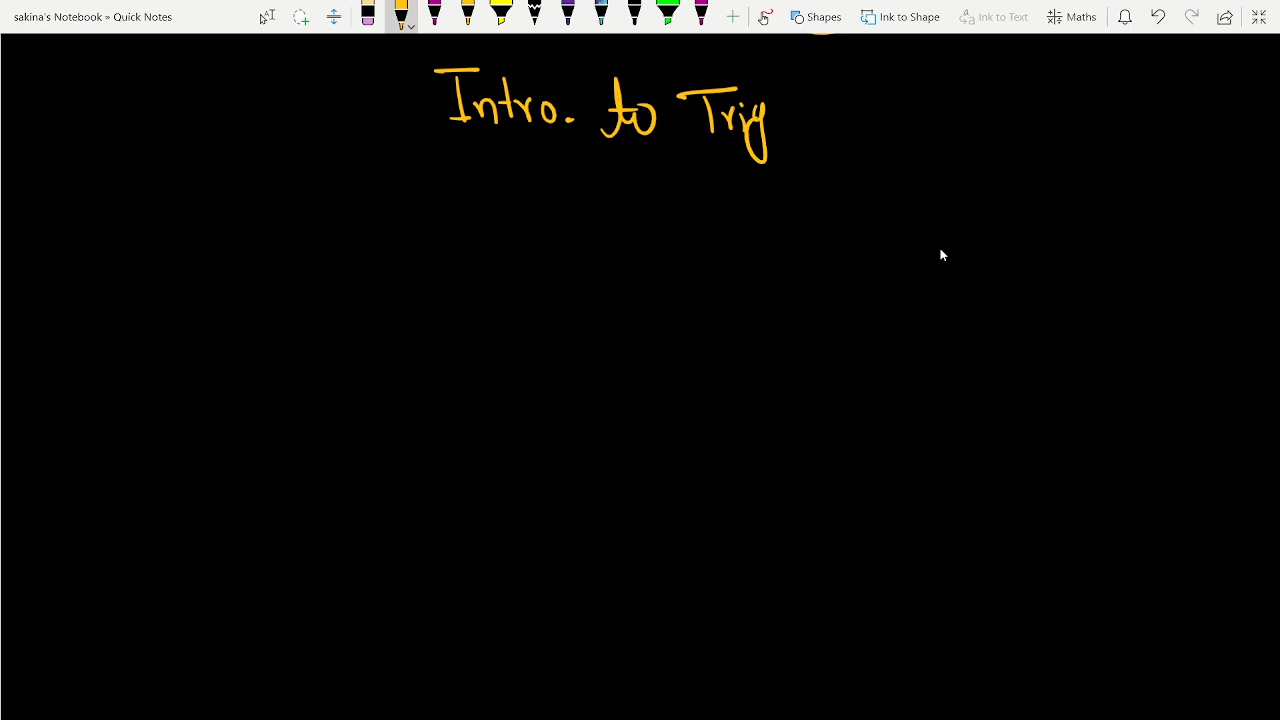 sakina's Notebook » Quick Notes
Shapes
Ink to Shape
Ink to Text
Maths
Intro. to Trig